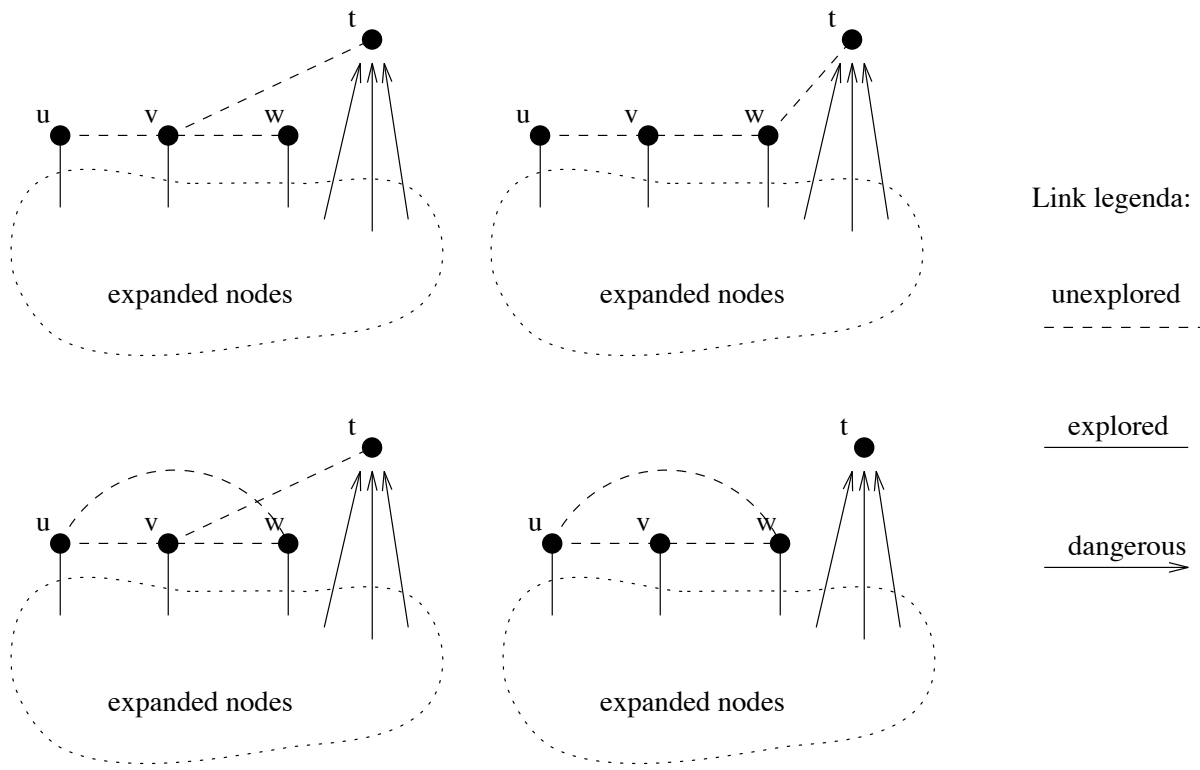 t
t
u
v
w
u
v
w
Link legenda:
expanded nodes
expanded nodes
unexplored
t
t
explored
u
v
w
u
v
w
dangerous
expanded nodes
expanded nodes